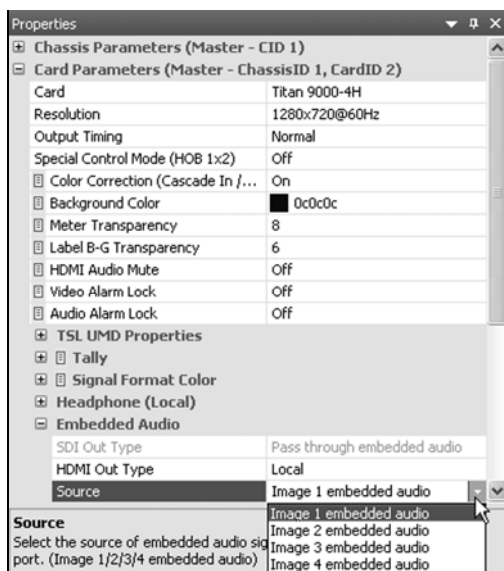 Properties
Chassis Parameters (Master - CID 1)
Card Parameters (Master - ChassisID 1, CardID 2)
Card Titan 9000-4H
Resolution 1280x720@60Hz
Output Timing Normal
Special Control Mode (HOB 1x2) Off
Color Correction (Cascade In /... On
Background Color 0c0c0c
Meter Transparency 8
Label B-G Transparency 6
HDMI Audio Mute Off
Video Alarm Lock Off
Audio Alarm Lock Off
TSL UMD Properties
Tally
Signal Format Color
Headphone (Local)
Embedded Audio
SDI Out Type Pass through embedded audio
HDMI Out Type Local
Source Image 1 embedded audio
Image 1 embedded audio
Image 2 embedded audio
Image 3 embedded audio
Image 4 embedded audio
Source
Select the source of embedded audio sig
port. (Image 1/2/3/4 embedded audio)